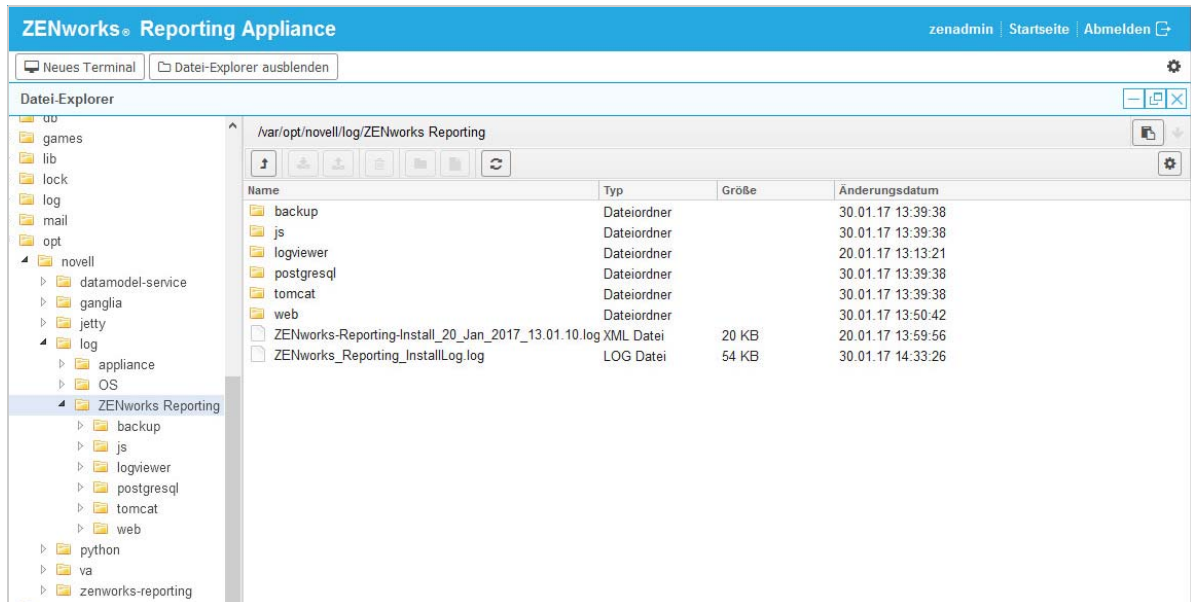 ZENworks® Reporting Appliance
zenadmin | Startseite | Abmelden
Neues Terminal
Datei-Explorer ausblenden
Datei-Explorer
db
games
lib
lock
log
mail
opt
novell
datamodel-service
ganglia
jetty
log
appliance
OS
ZENworks Reporting
backup
js
logviewer
postgresql
tomcat
web
python
va
zenworks-reporting
/var/opt/novell/log/ZENworks Reporting
Name Typ Größe Änderungsdatum
backup Dateiordner 30.01.17 13:39:38
js Dateiordner 30.01.17 13:39:38
logviewer Dateiordner 20.01.17 13:13:21
postgresql Dateiordner 30.01.17 13:39:38
tomcat Dateiordner 30.01.17 13:39:38
web Dateiordner 30.01.17 13:50:42
ZENworks-Reporting-Install_20_Jan_2017_13.01.10.log XML Datei 20 KB 20.01.17 13:59:56
ZENworks_Reporting_InstallLog.log LOG Datei 54 KB 30.01.17 14:33:26